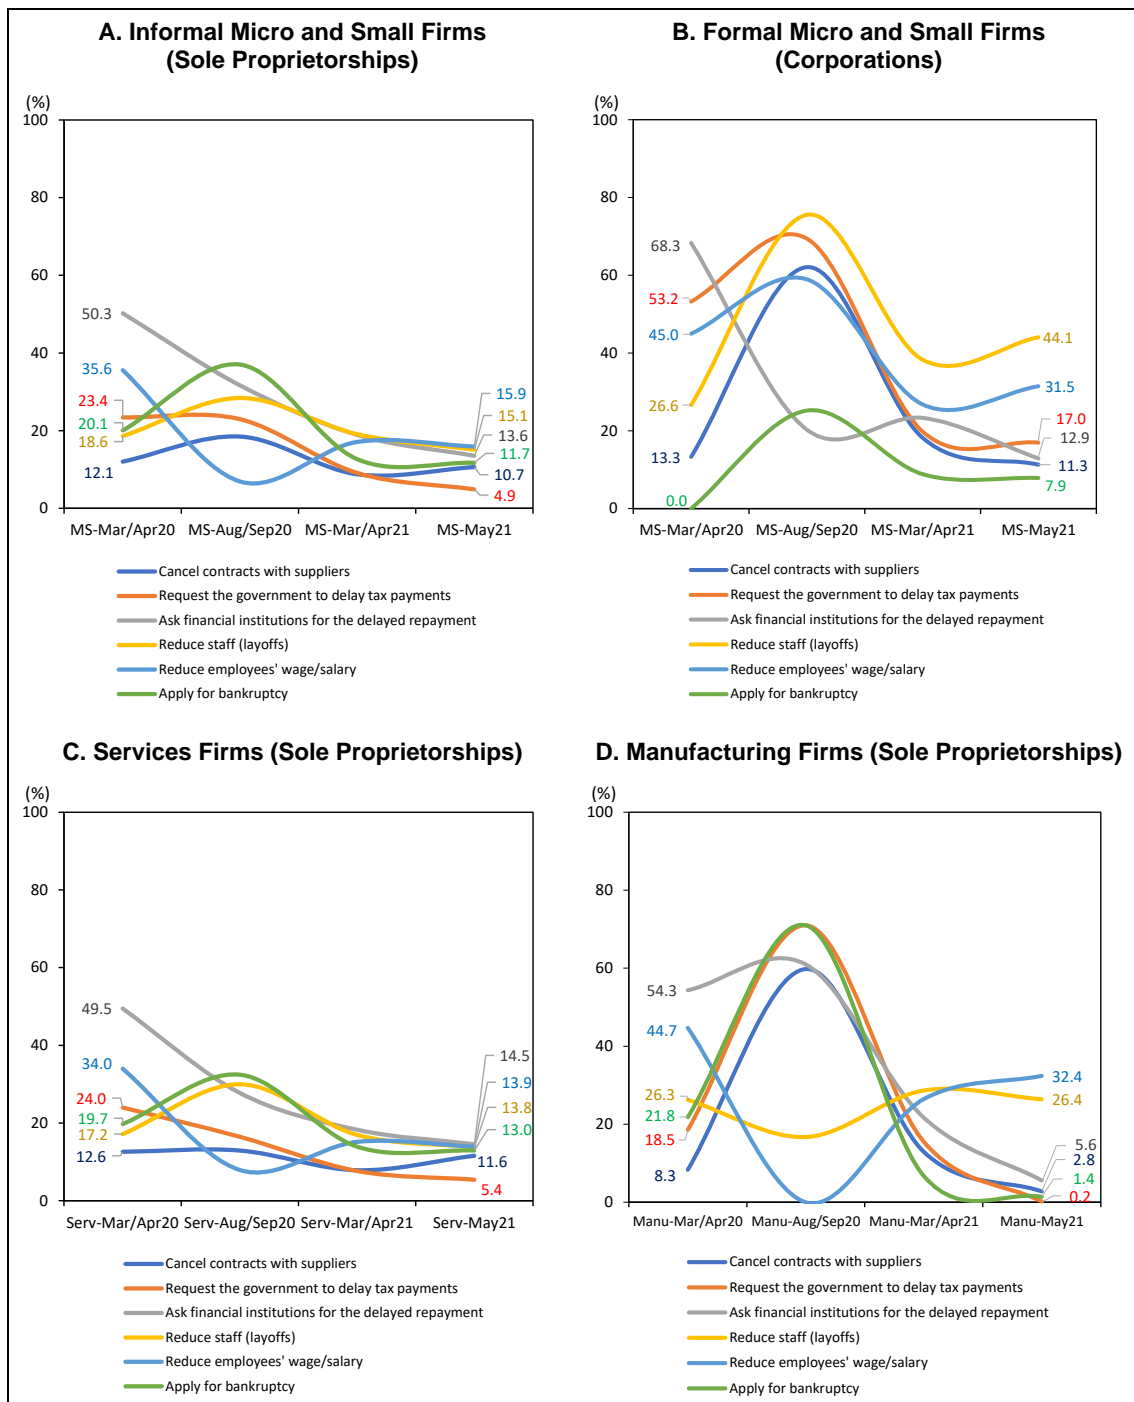 A. Informal Micro and Small Firms
(Sole Proprietorships)
(%)
100
80
60
40
20
0
50.3
35.6
23.4
20.1
18.6
12.1
15.9
15.1
13.6
11.7
10.7
4.9
MS-Mar/Apr20 MS-Aug/Sep20 MS-Mar/Apr21 MS-May21
Cancel contracts with suppliers
Request the government to delay tax payments
Ask financial institutions for the delayed repayment
Reduce staff (layoffs)
Reduce employees' wage/salary
Apply for bankruptcy
B. Formal Micro and Small Firms
(Corporations)
(%)
100
80
60
40
20
0
68.3
53.2
45.0
26.6
13.3
0.0
44.1
31.5
17.0
12.9
11.3
7.9
MS-Mar/Apr20 MS-Aug/Sep20 MS-Mar/Apr21 MS-May21
Cancel contracts with suppliers
Request the government to delay tax payments
Ask financial institutions for the delayed repayment
Reduce staff (layoffs)
Reduce employees' wage/salary
Apply for bankruptcy
C. Services Firms (Sole Proprietorships)
(%)
100
80
60
40
20
0
49.5
34.0
24.0
19.7
17.2
12.6
14.5
13.9
13.8
13.0
11.6
5.4
Serv-Mar/Apr20 Serv-Aug/Sep20 Serv-Mar/Apr21 Serv-May21
Cancel contracts with suppliers
Request the government to delay tax payments
Ask financial institutions for the delayed repayment
Reduce staff (layoffs)
Reduce employees' wage/salary
Apply for bankruptcy
D. Manufacturing Firms (Sole Proprietorships)
(%)
100
80
60
40
20
0
54.3
44.7
26.3
21.8
18.5
8.3
32.4
26.4
5.6
2.8
1.4
0.2
Manu-Mar/Apr20 Manu-Aug/Sep20 Manu-Mar/Apr21 Manu-May21
Cancel contracts with suppliers
Request the government to delay tax payments
Ask financial institutions for the delayed repayment
Reduce staff (layoffs)
Reduce employees' wage/salary
Apply for bankruptcy